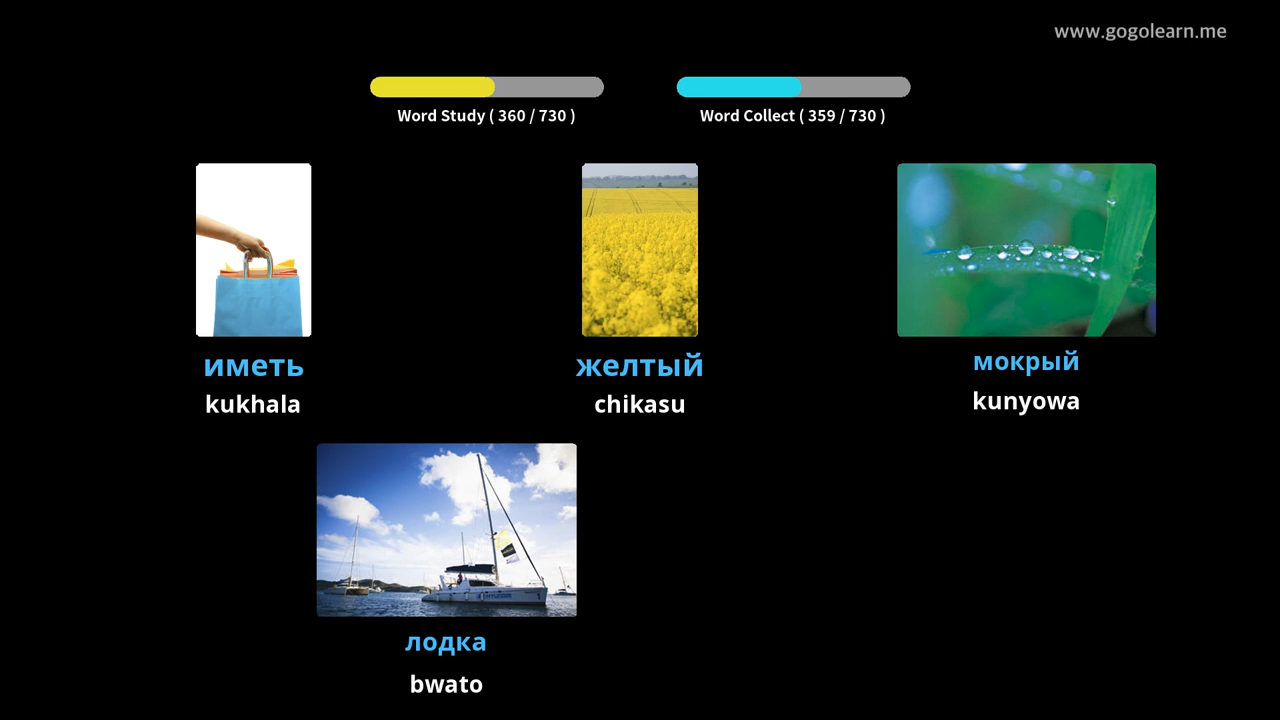 www.gogolearn.me
Word Study ( 360 / 730 )
Word Collect ( 359 / 730 )
иметь
kukhala
желтый
chikasu
мокрый
kunyowa
лодка
bwato